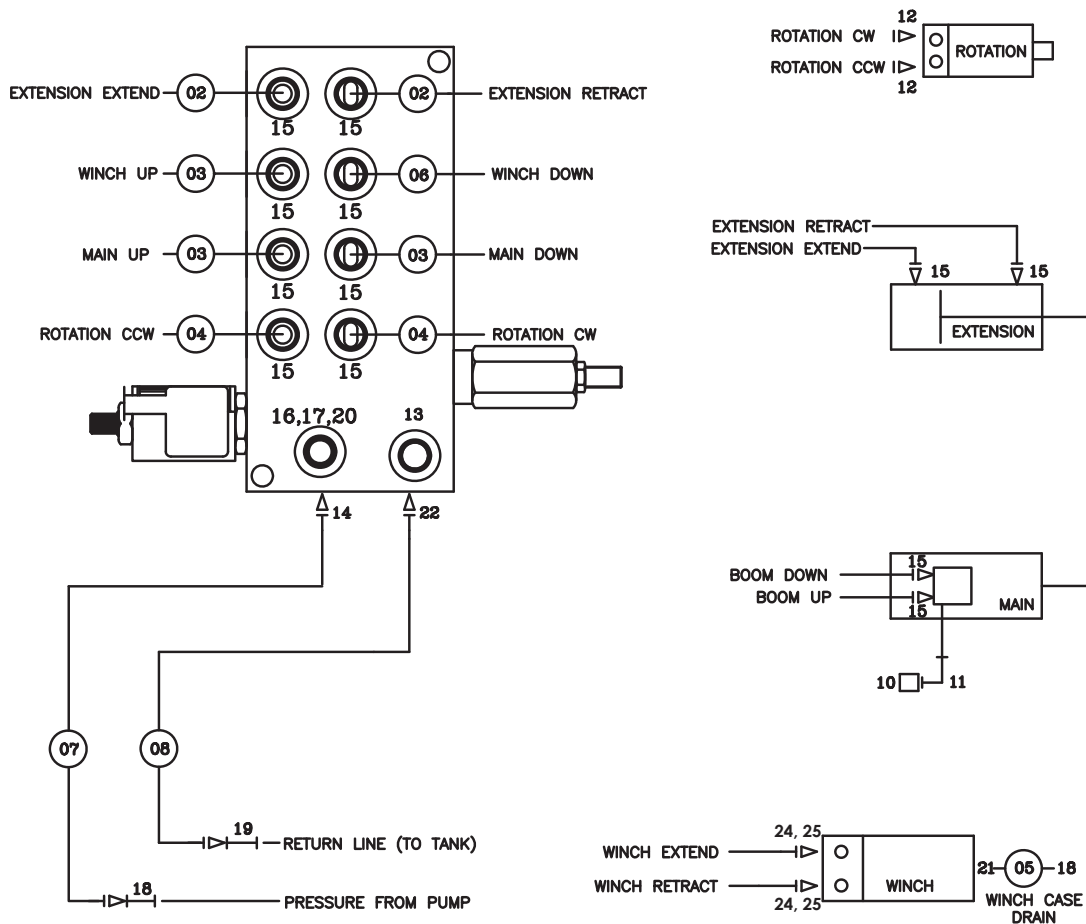 EXTENSION EXTEND 02 02 EXTENSION RETRACT
15 15
WINCH UP 03 06 WINCH DOWN
15 15
MAIN UP 03 03 MAIN DOWN
15 15
ROTATION CCW 04 04 ROTATION CW
15 15
16,17,20 13
14 22
07 08
19 RETURN LINE (TO TANK)
18 PRESSURE FROM PUMP
12
ROTATION CW
ROTATION
ROTATION CCW
12
EXTENSION RETRACT
EXTENSION EXTEND
15 15
EXTENSION
15
BOOM DOWN
BOOM UP
15
MAIN
10 11
24, 25
WINCH EXTEND
WINCH RETRACT
24, 25
WINCH
21 05 18
WINCH CASE
DRAIN